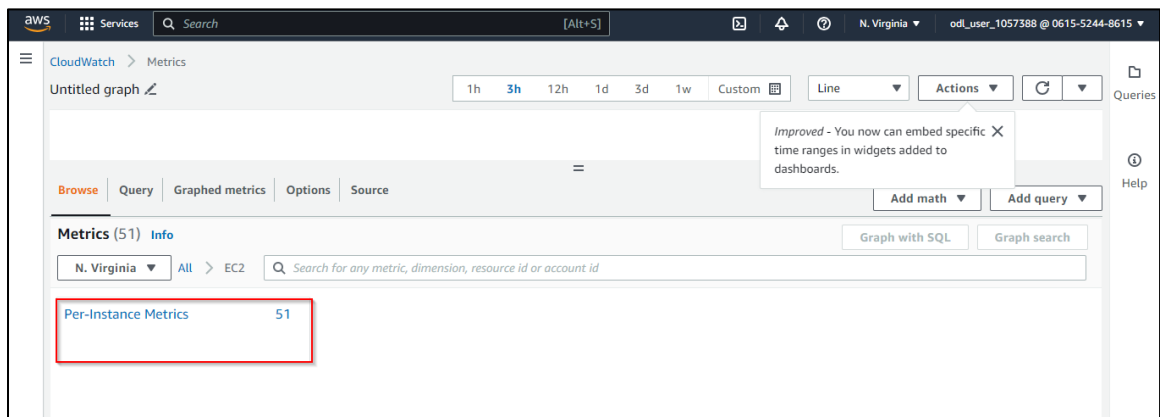 aws Services Search [Alt+S] N. Virginia ▼ odl_user_1057388 @ 0615-5244-8615 ▼
CloudWatch > Metrics
Untitled graph
1h 3h 12h 1d 3d 1w Custom Line ▼ Actions ▼ ▼
Queries
Improved - You now can embed specific
time ranges in widgets added to
dashboards.
Help
Browse Query Graphed metrics Options Source
Add math ▼ Add query ▼
Metrics (51) Info
Graph with SQL Graph search
N. Virginia ▼ All > EC2 Search for any metric, dimension, resource id or account id
Per-Instance Metrics 51